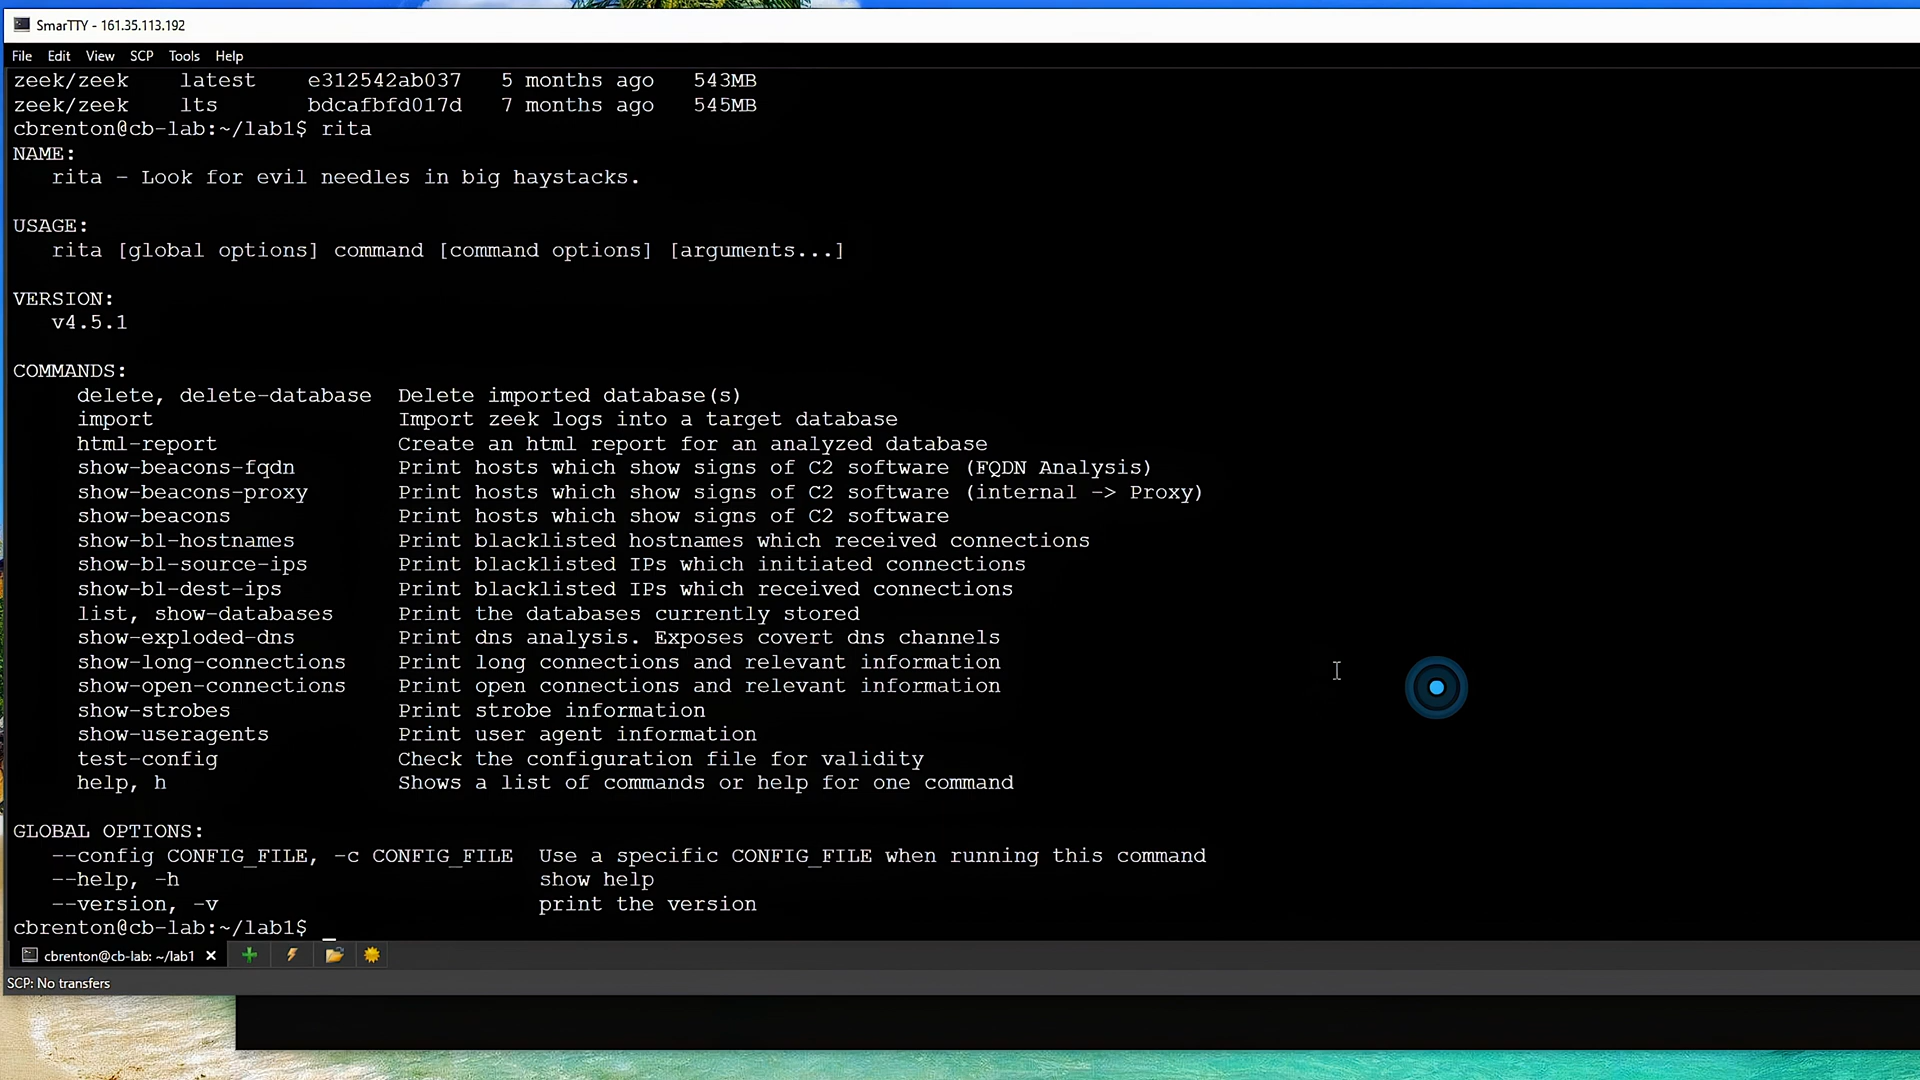 SmarTTY - 161.35.113.192
File Edit View SCP Tools Help
zeek/zeek latest e312542ab037 5 months ago 543MB
zeek/zeek lts bdcafbfd017d 7 months ago 545MB
cbrenton@cb-lab:~/lab1$ rita
NAME:
rita - Look for evil needles in big haystacks.
USAGE:
rita [global options] command [command options] [arguments...]
VERSION:
v4.5.1
COMMANDS:
delete, delete-database Delete imported database(s)
import Import zeek logs into a target database
html-report Create an html report for an analyzed database
show-beacons-fqdn Print hosts which show signs of C2 software (FQDN Analysis)
show-beacons-proxy Print hosts which show signs of C2 software (internal -> Proxy)
show-beacons Print hosts which show signs of C2 software
show-bl-hostnames Print blacklisted hostnames which received connections
show-bl-source-ips Print blacklisted IPs which initiated connections
show-bl-dest-ips Print blacklisted IPs which received connections
list, show-databases Print the databases currently stored
show-exploded-dns Print dns analysis. Exposes covert dns channels
show-long-connections Print long connections and relevant information
show-open-connections Print open connections and relevant information
show-strobes Print strobe information
show-useragents Print user agent information
test-config Check the configuration file for validity
help, h Shows a list of commands or help for one command
GLOBAL OPTIONS:
--config CONFIG_FILE, -c CONFIG_FILE Use a specific CONFIG_FILE when running this command
--help, -h show help
--version, -v print the version
cbrenton@cb-lab:~/lab1$
cbrenton@cb-lab: ~/lab1
SCP: No transfers